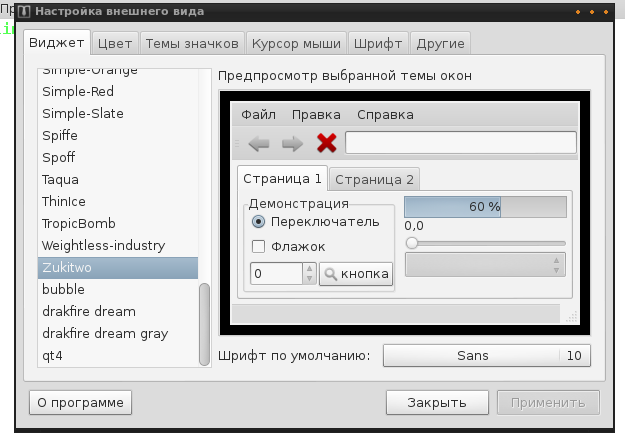 Настройка внешнего вида
Виджет Цвет Темы значков Курсор мыши Шрифт Другие
Simple-Orange
Simple-Red
Simple-Slate
Spiffe
Spoff
Taqua
ThinIce
TropicBomb
Weightless-industry
Zukitwo
bubble
drakfire dream
drakfire dream gray
qt4
Предпросмотр выбранной темы окон
Файл Правка Справка
Страница 1 Страница 2
Демонстрация
Переключатель
Флажок
0 кнопка
60 %
0,0
Шрифт по умолчанию: Sans 10
О программе Закрыть Применить